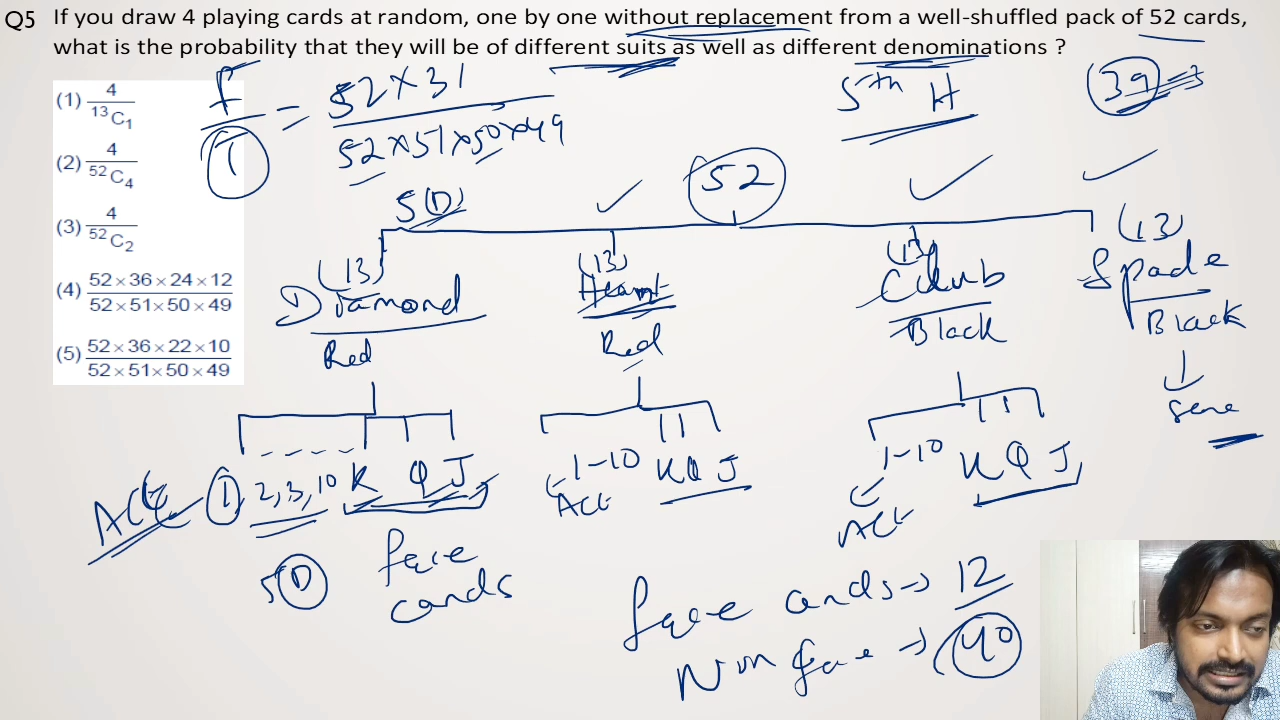 Q5 If you draw 4 playing cards at random, one by one without replacement from a well-shuffled pack of 52 cards,
what is the probability that they will be of different suits as well as different denominations ?
(1) 4 / 13C1
(2) 4 / 52C4
(3) 4 / 52C2
(4) 52×36×24×12 / 52×51×50×49
(5) 52×36×22×10 / 52×51×50×49
F / T = 52×31 / 52×51×50×49
5th H
39
52
5(D)
(13) (13) (13) (13)
Diamond Heart Club Spade
Red Red Black Black
ACE 1 2,3,10 K Q J
1-10 K Q J
ACE
1-10 K Q J
ACE
5 D
face cards
face cards → 12
Non face → 40